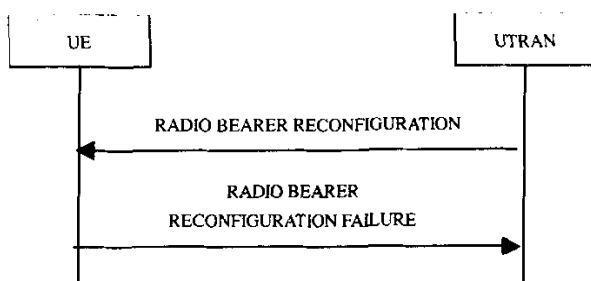 UE
UTRAN
RADIO BEARER RECONFIGURATION
RADIO BEARER
RECONFIGURATION FAILURE